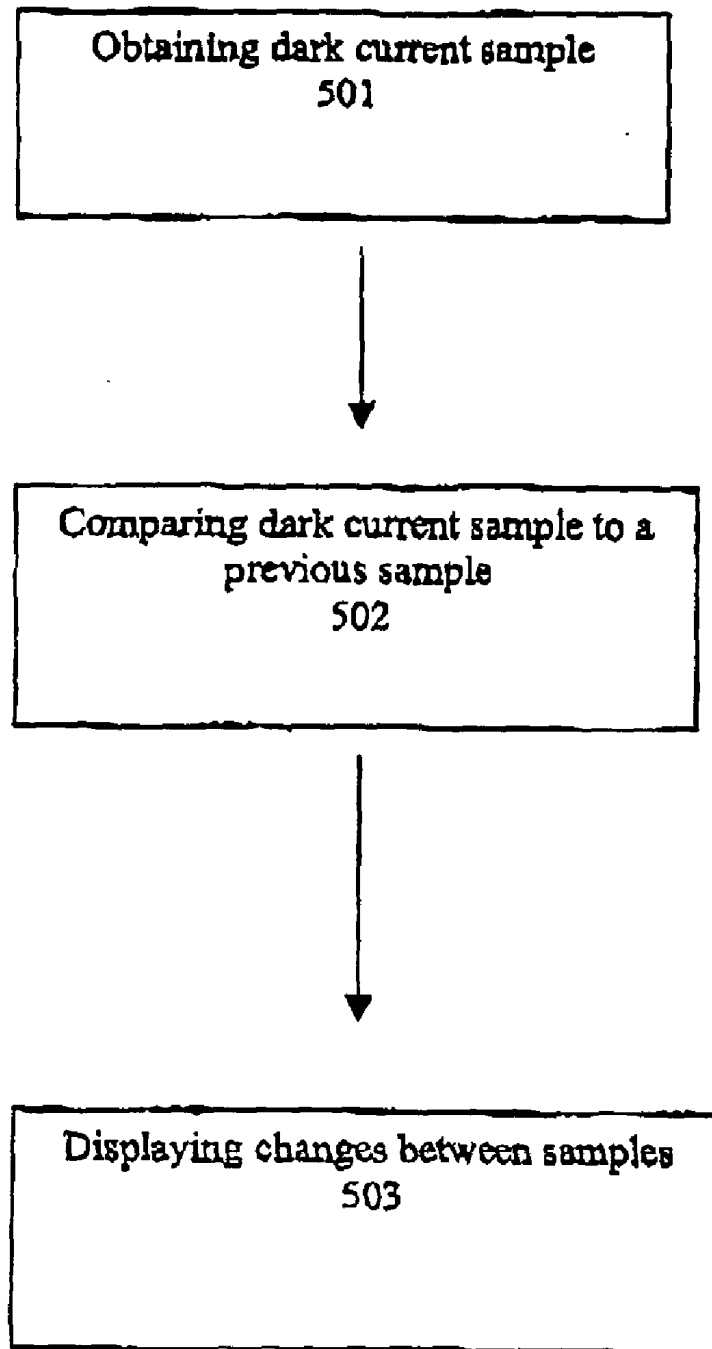 Obtaining dark current sample
501
Comparing dark current sample to a
previous sample
502
Displaying changes between samples
503